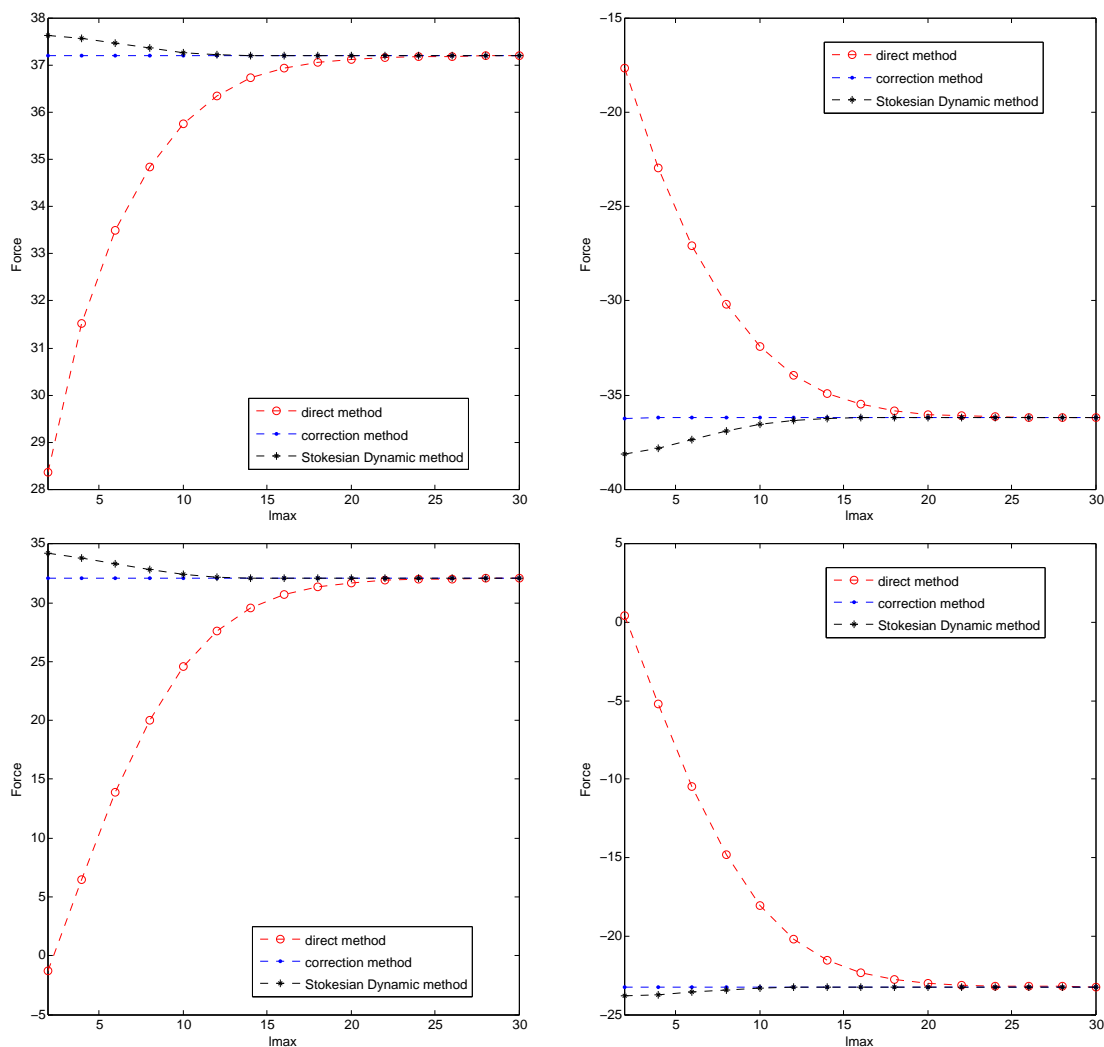 38
37
36
35
34
33
32
31
30
29
28
Force
5
10
15
20
25
30
lmax
direct method
correction method
Stokesian Dynamic method
−15
−20
−25
−30
−35
−40
Force
5
10
15
20
25
30
lmax
direct method
correction method
Stokesian Dynamic method
35
30
25
20
15
10
5
0
−5
Force
5
10
15
20
25
30
lmax
direct method
correction method
Stokesian Dynamic method
5
0
−5
−10
−15
−20
−25
Force
5
10
15
20
25
30
lmax
direct method
correction method
Stokesian Dynamic method